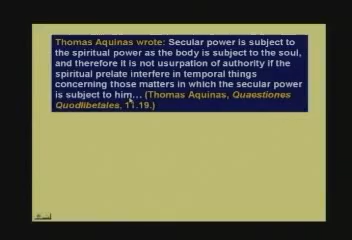 Thomas Aquinas wrote: Secular power is subject to
the spiritual power as the body is subject to the soul,
and therefore it is not usurpation of authority if the
spiritual prelate interfere in temporal things
concerning those matters in which the secular power
is subject to him... (Thomas Aquinas, Quaestiones
Quodlibetales, 11.19.)